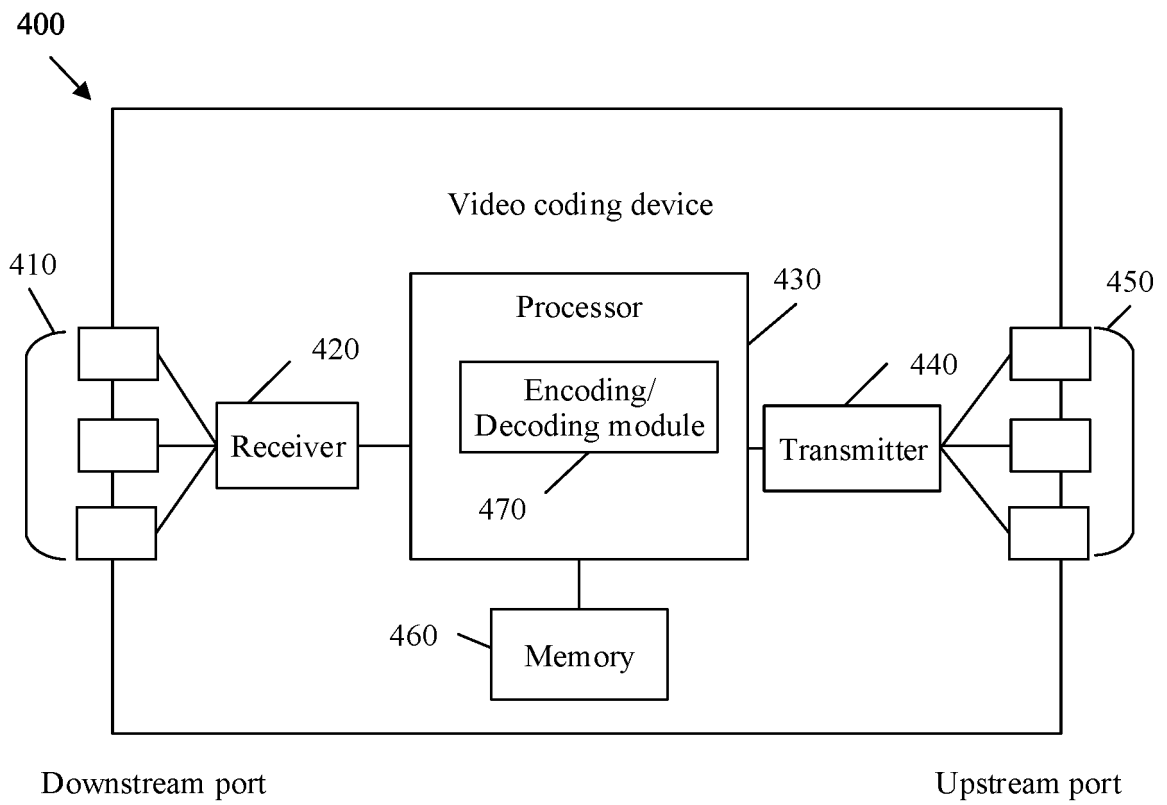 400
Video coding device
410
430
450
Processor
420
440
Encoding/
Decoding module
Receiver
Transmitter
470
460
Memory
Downstream port
Upstream port